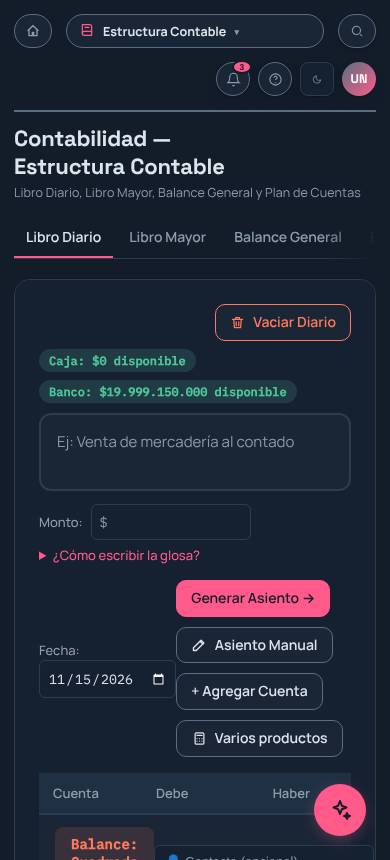 Estructura Contable ▾
3
UN
Contabilidad —
Estructura Contable
Libro Diario, Libro Mayor, Balance General y Plan de Cuentas
Libro Diario Libro Mayor Balance General
Vaciar Diario
Caja: $0 disponible
Banco: $19.999.150.000 disponible
Ej: Venta de mercadería al contado
Monto: $
▶ ¿Cómo escribir la glosa?
Generar Asiento →
Asiento Manual
Fecha:
11/15/2026
+ Agregar Cuenta
Varios productos
Cuenta Debe Haber
Balance: